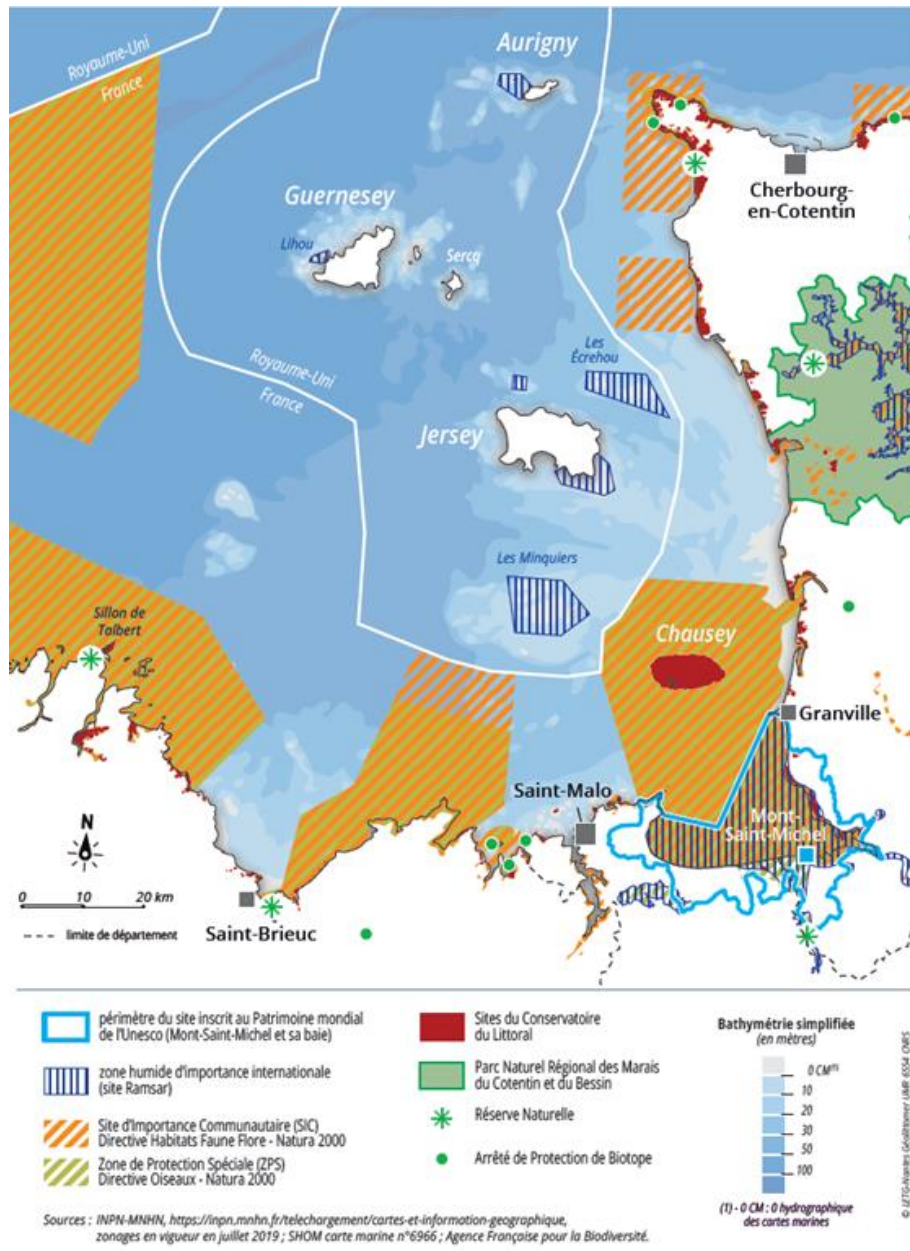 Aurigny
Royaume-Uni
France
Cherbourg-
en-Cotentin
Guernesey
Lihou
Sercq
Les
Écrehou
Royaume-Uni
France
Jersey
Les Minquiers
Sillon de
Talbert
Chausey
Granville
Saint-Malo
Mont-
Saint-Michel
N
0 10 20 km
limite de département
Saint-Brieuc
périmètre du site inscrit au Patrimoine mondial
de l'Unesco (Mont-Saint-Michel et sa baie)
zone humide d'importance internationale
(site Ramsar)
Site d'Importance Communautaire (SIC)
Directive Habitats Faune Flore - Natura 2000
Zone de Protection Spéciale (ZPS)
Directive Oiseaux - Natura 2000
Sites du Conservatoire
du Littoral
Parc Naturel Régional des Marais
du Cotentin et du Bessin
Réserve Naturelle
Arrêté de Protection de Biotope
Bathymétrie simplifiée
(en mètres)
0 CM(1)
10
20
30
50
100
(1) - 0 CM : 0 hydrographique
des cartes marines
Sources : INPN-MNHN, https://inpn.mnhn.fr/telechargement/cartes-et-information-geographique,
zonages en vigueur en juillet 2019 ; SHOM carte marine n°6966 ; Agence Française pour la Biodiversité.
© LETG-Nantes Géolittomer UMR 6554 CNRS